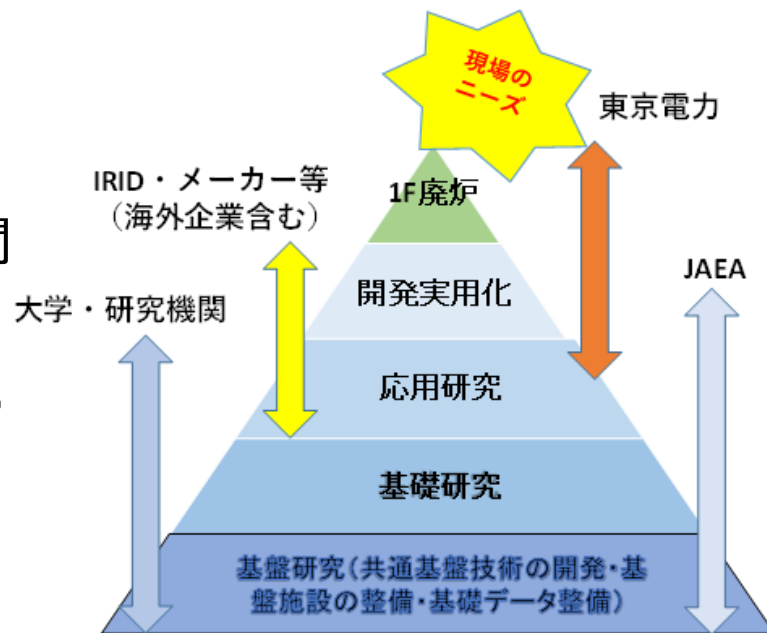 現場の
ニーズ
東京電力
IRID・メーカー等
（海外企業含む）
1F廃炉
JAEA
開発実用化
大学・研究機関
応用研究
基礎研究
基盤研究（共通基盤技術の開発・基
盤施設の整備・基礎データ整備）